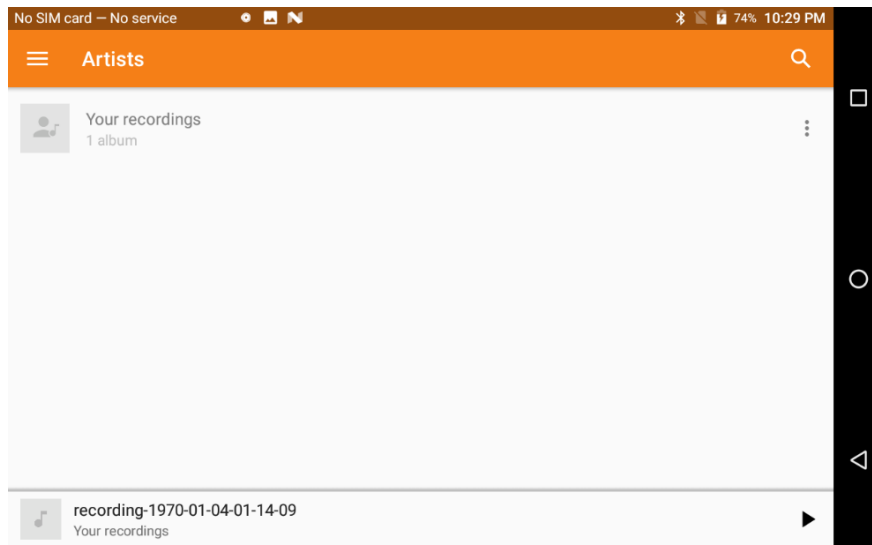 No SIM card — No service 74% 10:29 PM
Artists
Your recordings
1 album
recording-1970-01-04-01-14-09
Your recordings